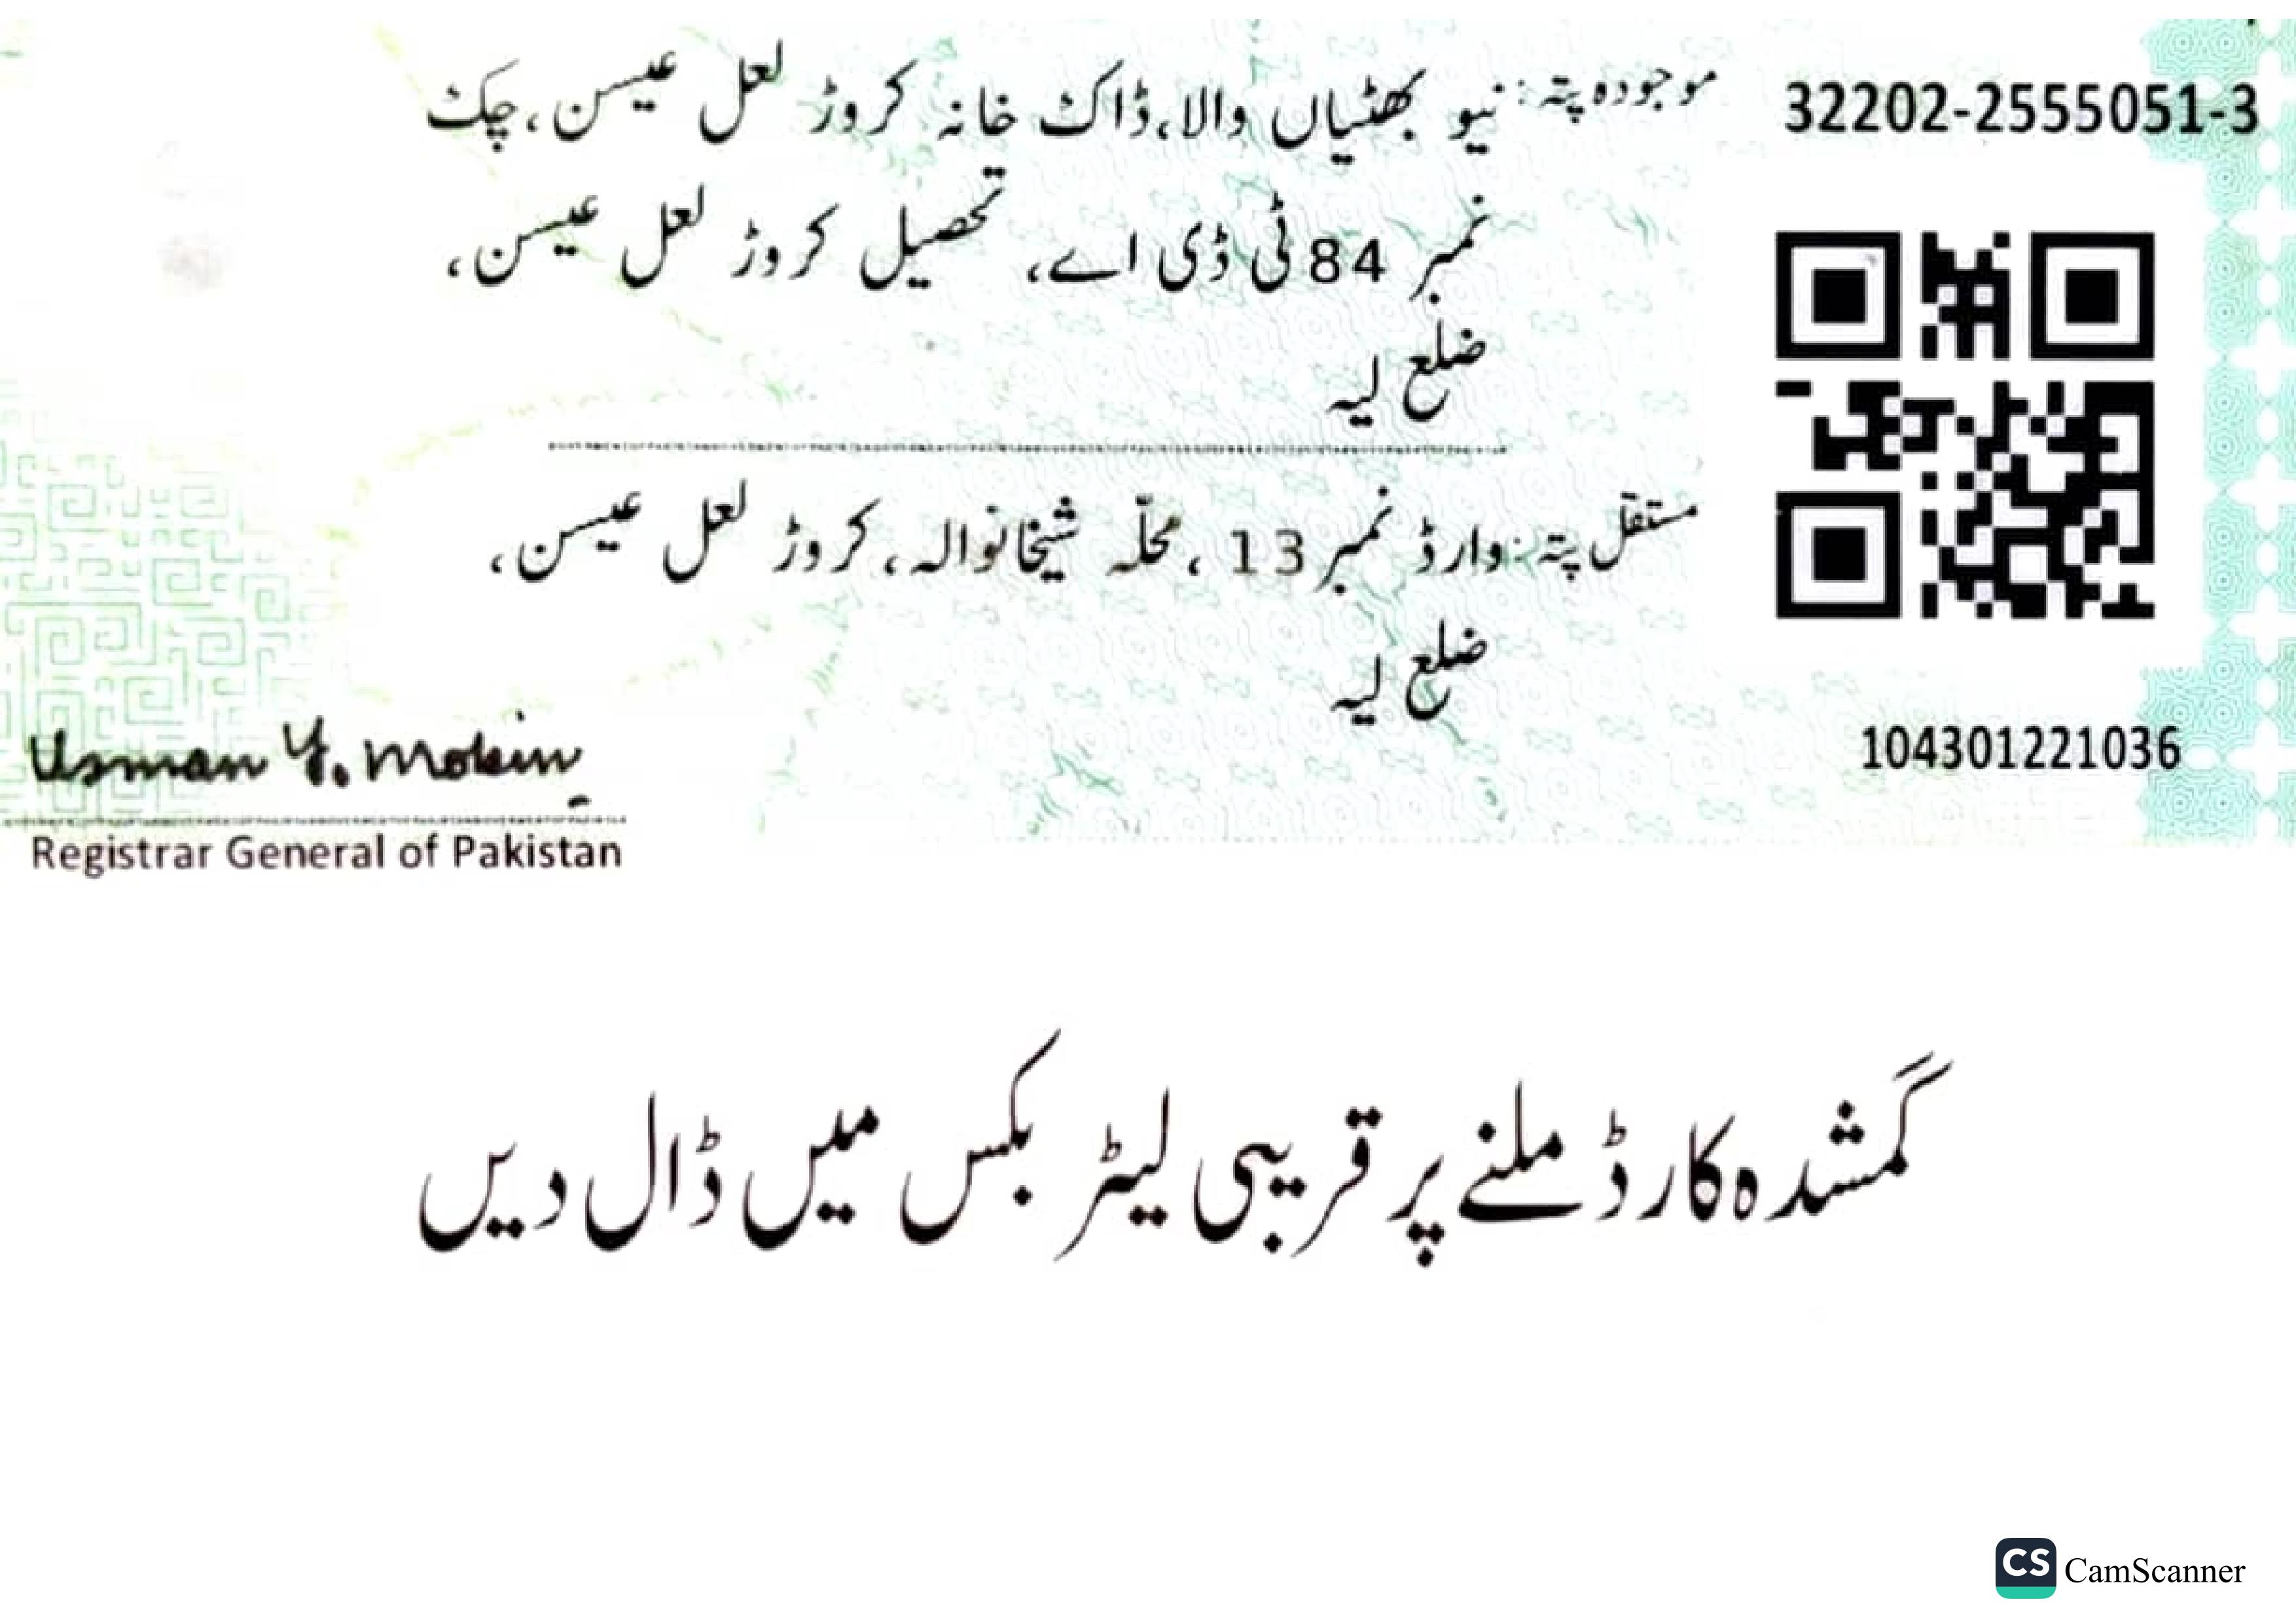 موجودہ پتہ: نیو بھٹیاں والا، ڈاک خانہ کروڑ لعل عیسن، چک
نمبر 84 ٹی ڈی اے، تحصیل کروڑ لعل عیسن،
ضلع لیہ
32202-2555051-3
مستقل پتہ: وارڈ نمبر 13، محلّہ شیخانوالہ، کروڑ لعل عیسن،
ضلع لیہ
104301221036
Usman Y. Mobin
Registrar General of Pakistan
گمشدہ کارڈ ملنے پر قریبی لیٹر بکس میں ڈال دیں
CS CamScanner